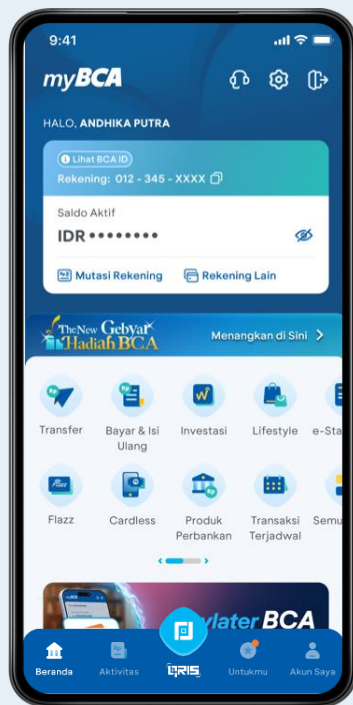 9:41
myBCA
HALO, ANDHIKA PUTRA
Lihat BCA ID
Rekening: 012 - 345 - XXXX
Saldo Aktif
IDR ••••••••
Mutasi Rekening
Rekening Lain
The New Gebyar
Hadiah BCA
Menangkan di Sini
Transfer
Bayar & Isi
Ulang
Investasi
Lifestyle
e-Sta
Flazz
Cardless
Produk
Perbankan
Transaksi
Terjadwal
Semu
ylater BCA
Beranda
Aktivitas
QRIS
Untukmu
Akun Saya